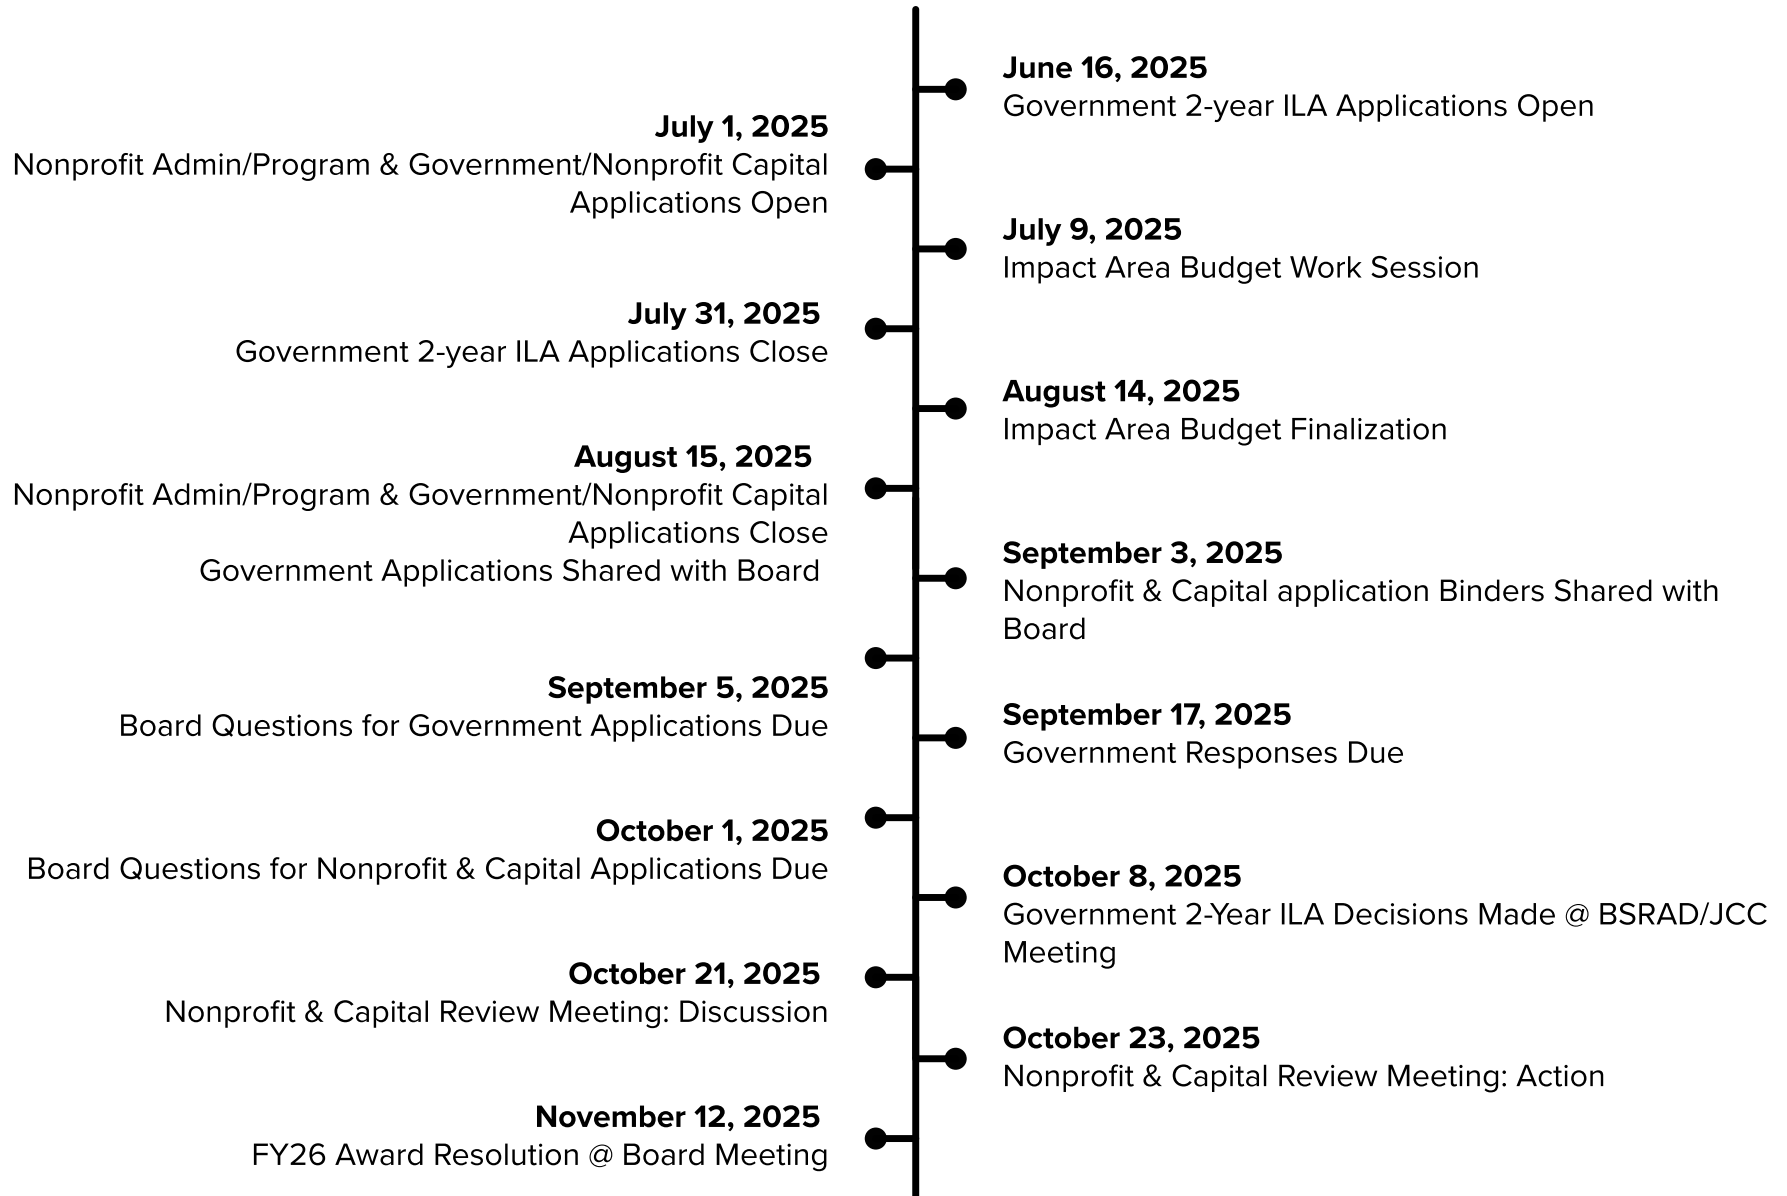 June 16, 2025
Government 2-year ILA Applications Open
July 1, 2025
Nonprofit Admin/Program & Government/Nonprofit Capital
Applications Open
July 9, 2025
Impact Area Budget Work Session
July 31, 2025
Government 2-year ILA Applications Close
August 14, 2025
Impact Area Budget Finalization
August 15, 2025
Nonprofit Admin/Program & Government/Nonprofit Capital
Applications Close
Government Applications Shared with Board
September 3, 2025
Nonprofit & Capital application Binders Shared with
Board
September 5, 2025
Board Questions for Government Applications Due
September 17, 2025
Government Responses Due
October 1, 2025
Board Questions for Nonprofit & Capital Applications Due
October 8, 2025
Government 2-Year ILA Decisions Made @ BSRAD/JCC
Meeting
October 21, 2025
Nonprofit & Capital Review Meeting: Discussion
October 23, 2025
Nonprofit & Capital Review Meeting: Action
November 12, 2025
FY26 Award Resolution @ Board Meeting